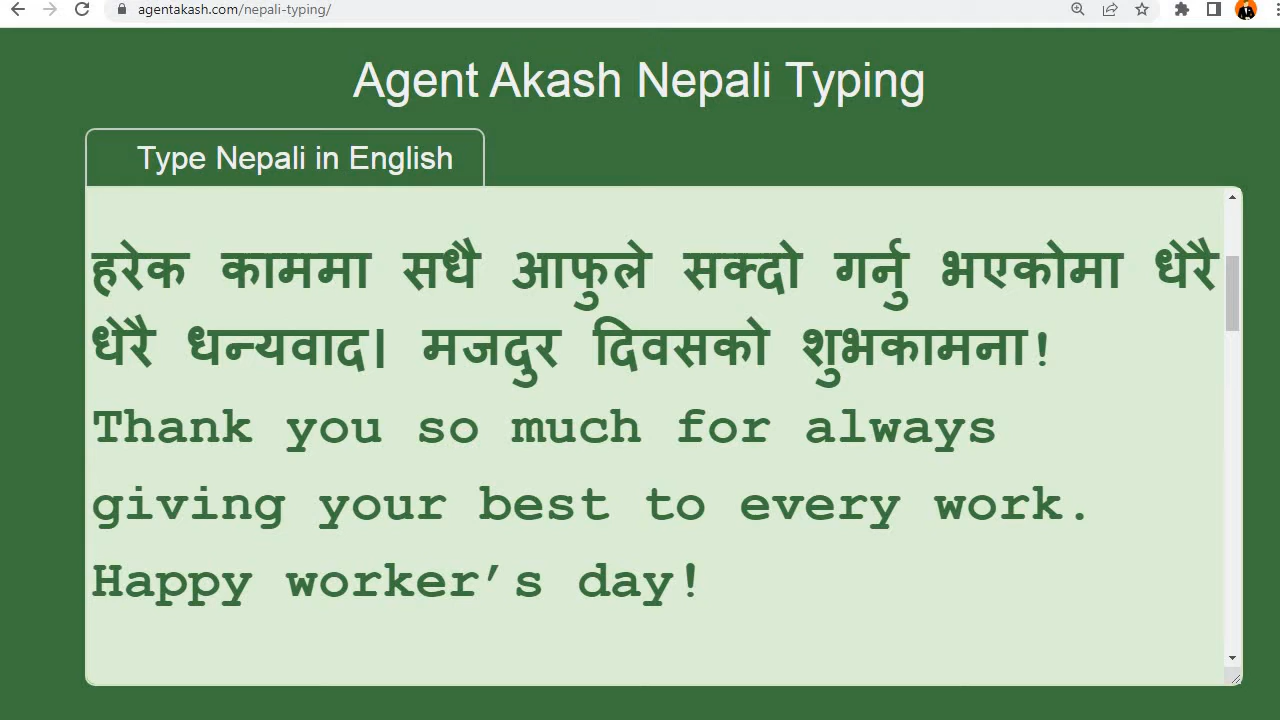 agentakash.com/nepali-typing/
Agent Akash Nepali Typing
Type Nepali in English
हरेक काममा सधै आफुले सक्दो गर्नु भएकोमा धेरै
धेरै धन्यवाद। मजदुर दिवसको शुभकामना!
Thank you so much for always
giving your best to every work.
Happy worker’s day!